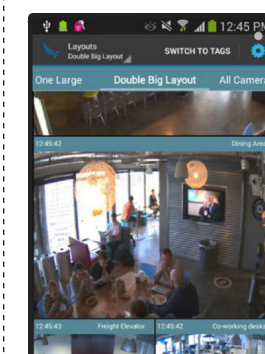 12:45 PM
Layouts
Double Big Layout
SWITCH TO TAGS
One Large
Double Big Layout
All Camera
12:45:42
Dining Area
12:45:43
Freight Elevator
12:45:42
Co-working desks